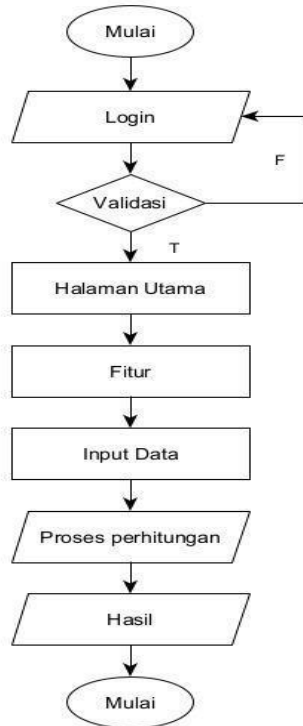 Mulai
Login
F
Validasi
T
Halaman Utama
Fitur
Input Data
Proses perhitungan
Hasil
Mulai